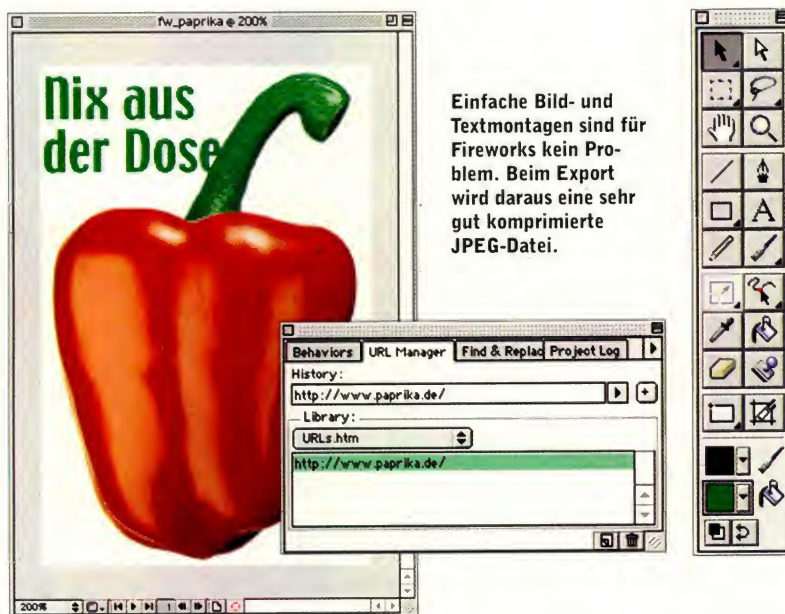 fw_paprika @ 200%
Nix aus
der Dose
Einfache Bild- und
Textmontagen sind für
Fireworks kein Pro-
blem. Beim Export
wird daraus eine sehr
gut komprimierte
JPEG-Datei.
Behaviors URL Manager Find & Replac Project Log
History:
http://www.paprika.de/
Library:
URLs.htm
http://www.paprika.de/
200% 1
A